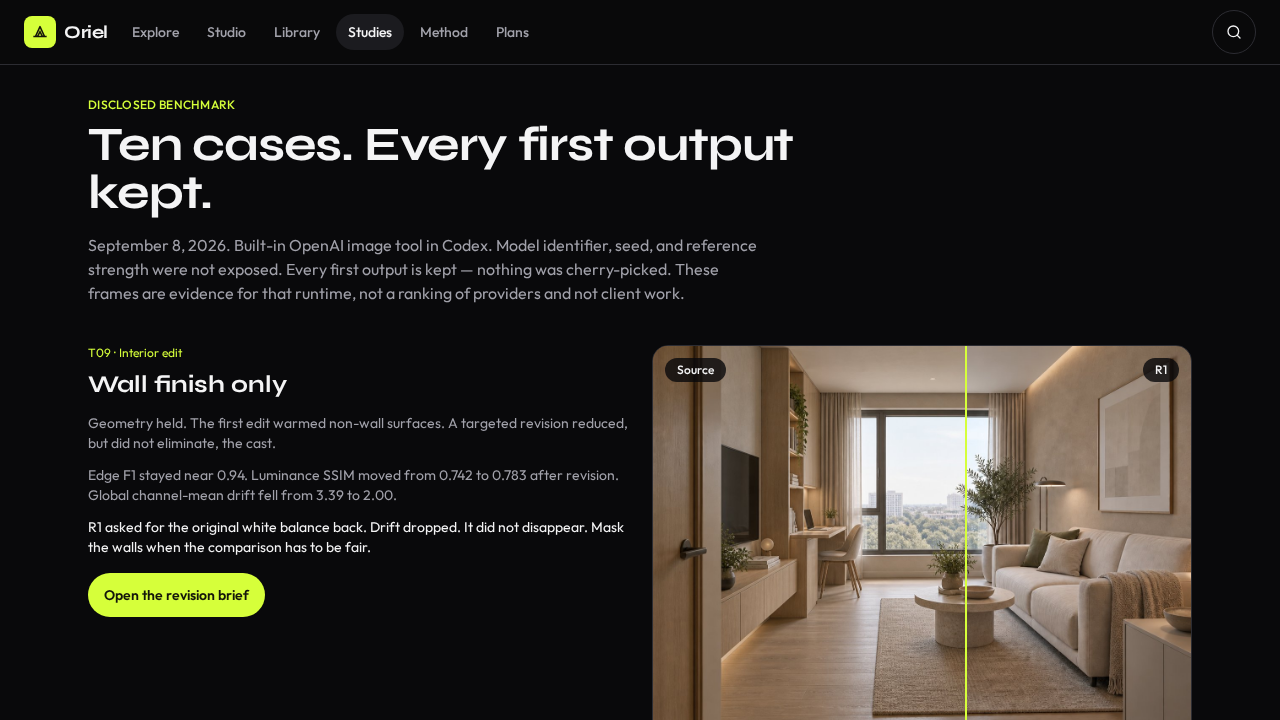 Oriel
Explore
Studio
Library
Studies
Method
Plans
DISCLOSED BENCHMARK
Ten cases. Every first output
kept.
September 8, 2026. Built-in OpenAI image tool in Codex. Model identifier, seed, and reference
strength were not exposed. Every first output is kept — nothing was cherry-picked. These
frames are evidence for that runtime, not a ranking of providers and not client work.
T09 · Interior edit
Wall finish only
Geometry held. The first edit warmed non-wall surfaces. A targeted revision reduced,
but did not eliminate, the cast.
Edge F1 stayed near 0.94. Luminance SSIM moved from 0.742 to 0.783 after revision.
Global channel-mean drift fell from 3.39 to 2.00.
R1 asked for the original white balance back. Drift dropped. It did not disappear. Mask
the walls when the comparison has to be fair.
Open the revision brief
Source
R1